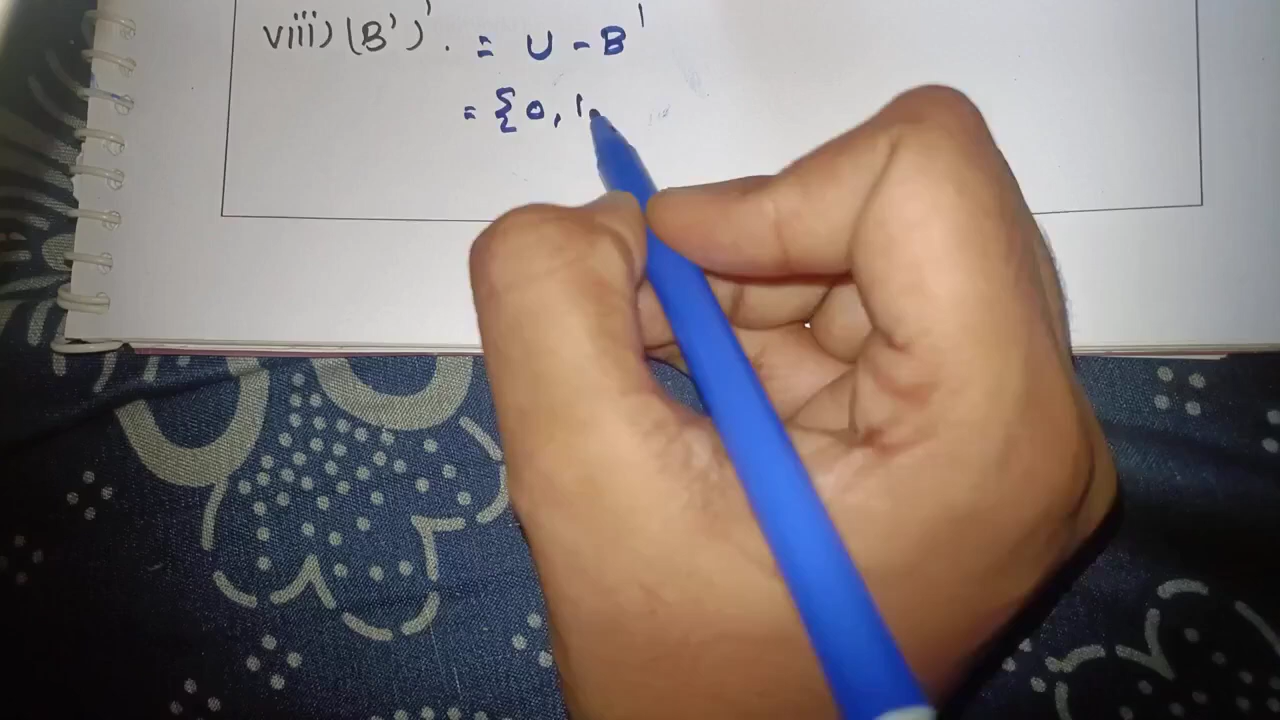 viii) (B')'. = U - B'
= { 0, 1